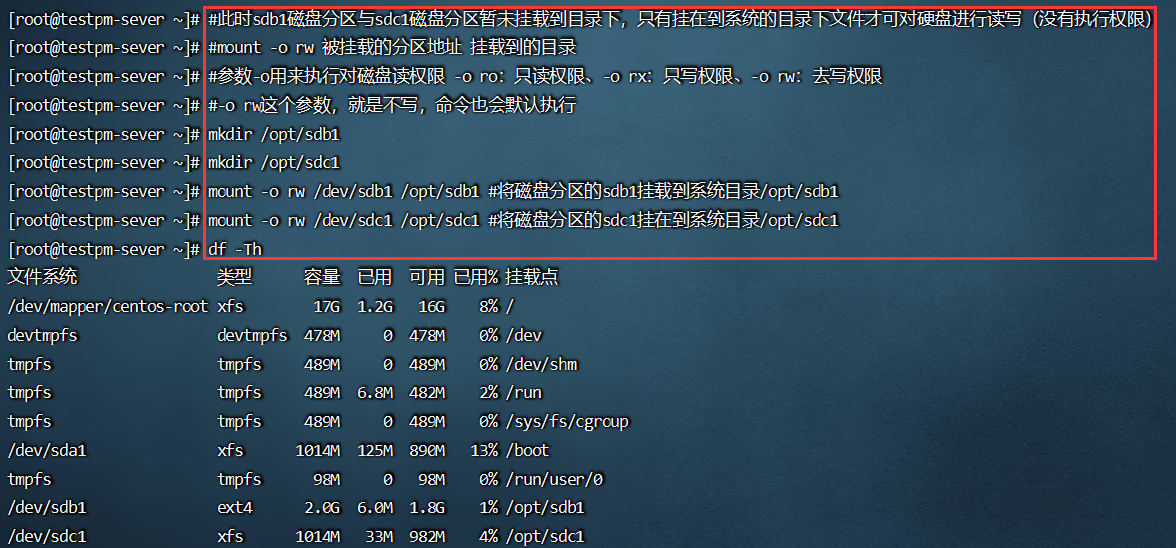 [root@testpm-sever ~]# #此时sdb1磁盘分区与sdc1磁盘分区暂未挂载到目录下，只有挂在到系统的目录下文件才可对硬盘进行读写（没有执行权限）
[root@testpm-sever ~]# #mount -o rw 被挂载的分区地址 挂载到的目录
[root@testpm-sever ~]# #参数-o用来执行对磁盘读权限 -o ro：只读权限、-o rx：只写权限、-o rw：去写权限
[root@testpm-sever ~]# #-o rw这个参数，就是不写，命令也会默认执行
[root@testpm-sever ~]# mkdir /opt/sdb1
[root@testpm-sever ~]# mkdir /opt/sdc1
[root@testpm-sever ~]# mount -o rw /dev/sdb1 /opt/sdb1 #将磁盘分区的sdb1挂载到系统目录/opt/sdb1
[root@testpm-sever ~]# mount -o rw /dev/sdc1 /opt/sdc1 #将磁盘分区的sdc1挂在到系统目录/opt/sdc1
[root@testpm-sever ~]# df -Th
文件系统 类型 容量 已用 可用 已用% 挂载点
/dev/mapper/centos-root xfs 17G 1.2G 16G 8% /
devtmpfs devtmpfs 478M 0 478M 0% /dev
tmpfs tmpfs 489M 0 489M 0% /dev/shm
tmpfs tmpfs 489M 6.8M 482M 2% /run
tmpfs tmpfs 489M 0 489M 0% /sys/fs/cgroup
/dev/sda1 xfs 1014M 125M 890M 13% /boot
tmpfs tmpfs 98M 0 98M 0% /run/user/0
/dev/sdb1 ext4 2.0G 6.0M 1.8G 1% /opt/sdb1
/dev/sdc1 xfs 1014M 33M 982M 4% /opt/sdc1